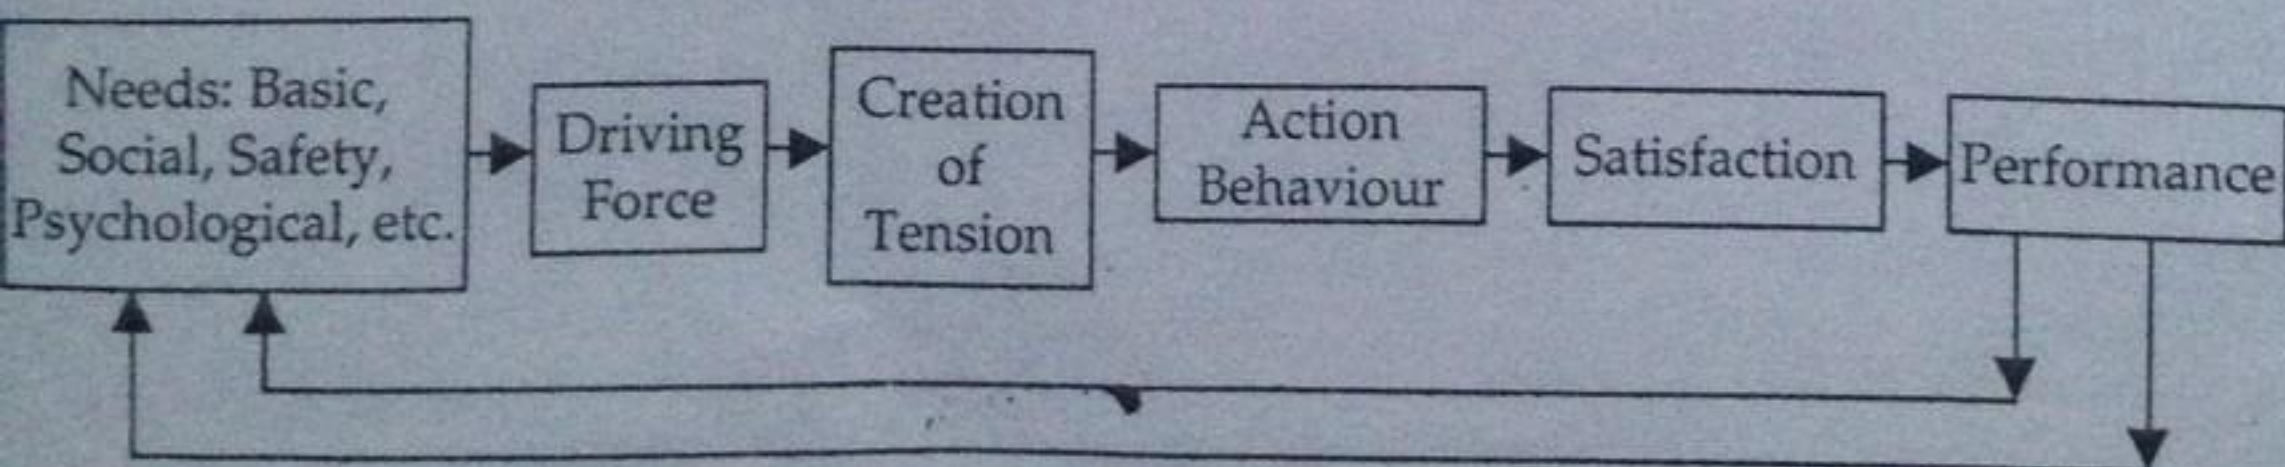 Needs: Basic,
Social, Safety,
Psychological, etc.
Driving
Force
Creation
of
Tension
Action
Behaviour
Satisfaction
Performance